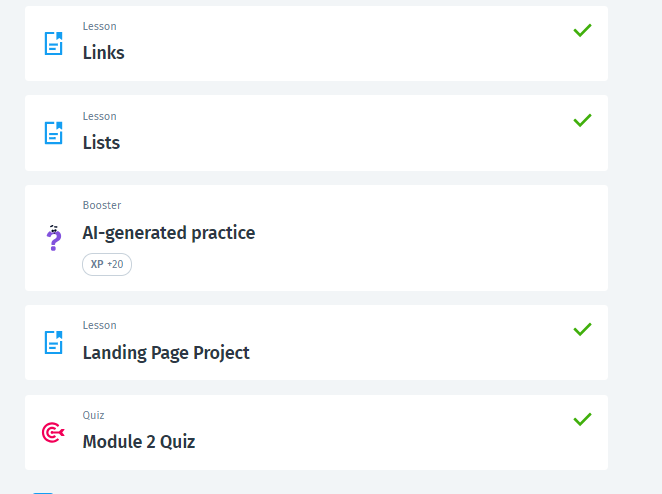 Lesson
Links
Lesson
Lists
Booster
AI-generated practice
XP +20
Lesson
Landing Page Project
Quiz
Module 2 Quiz